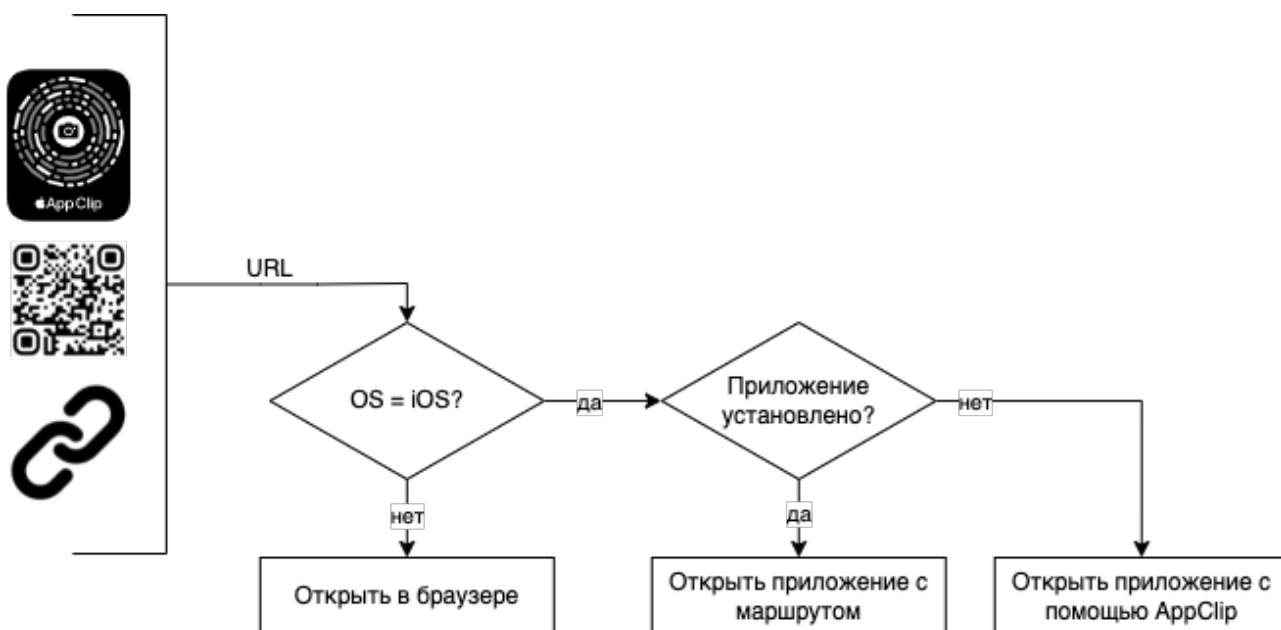 AppClip
URL
OS = iOS?
да
Приложение
установлено?
нет
нет
да
Открыть в браузере
Открыть приложение с
маршрутом
Открыть приложение с
помощью AppClip